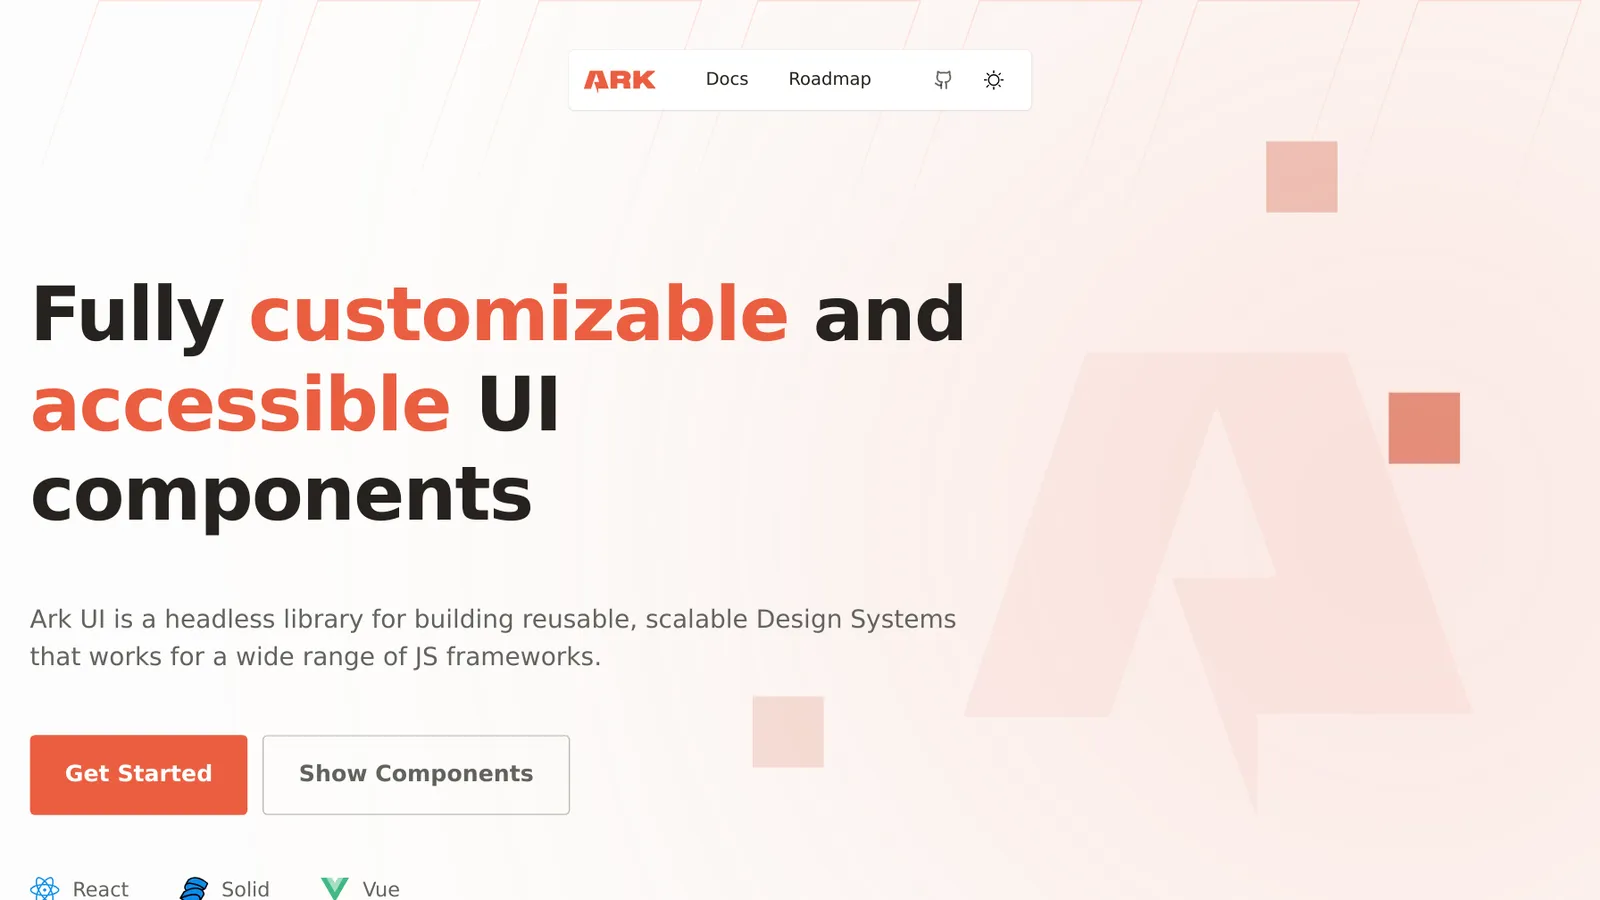 ARK
Docs
Roadmap
Fully customizable and
accessible UI
components
Ark UI is a headless library for building reusable, scalable Design Systems
that works for a wide range of JS frameworks.
Get Started
Show Components
React
Solid
Vue